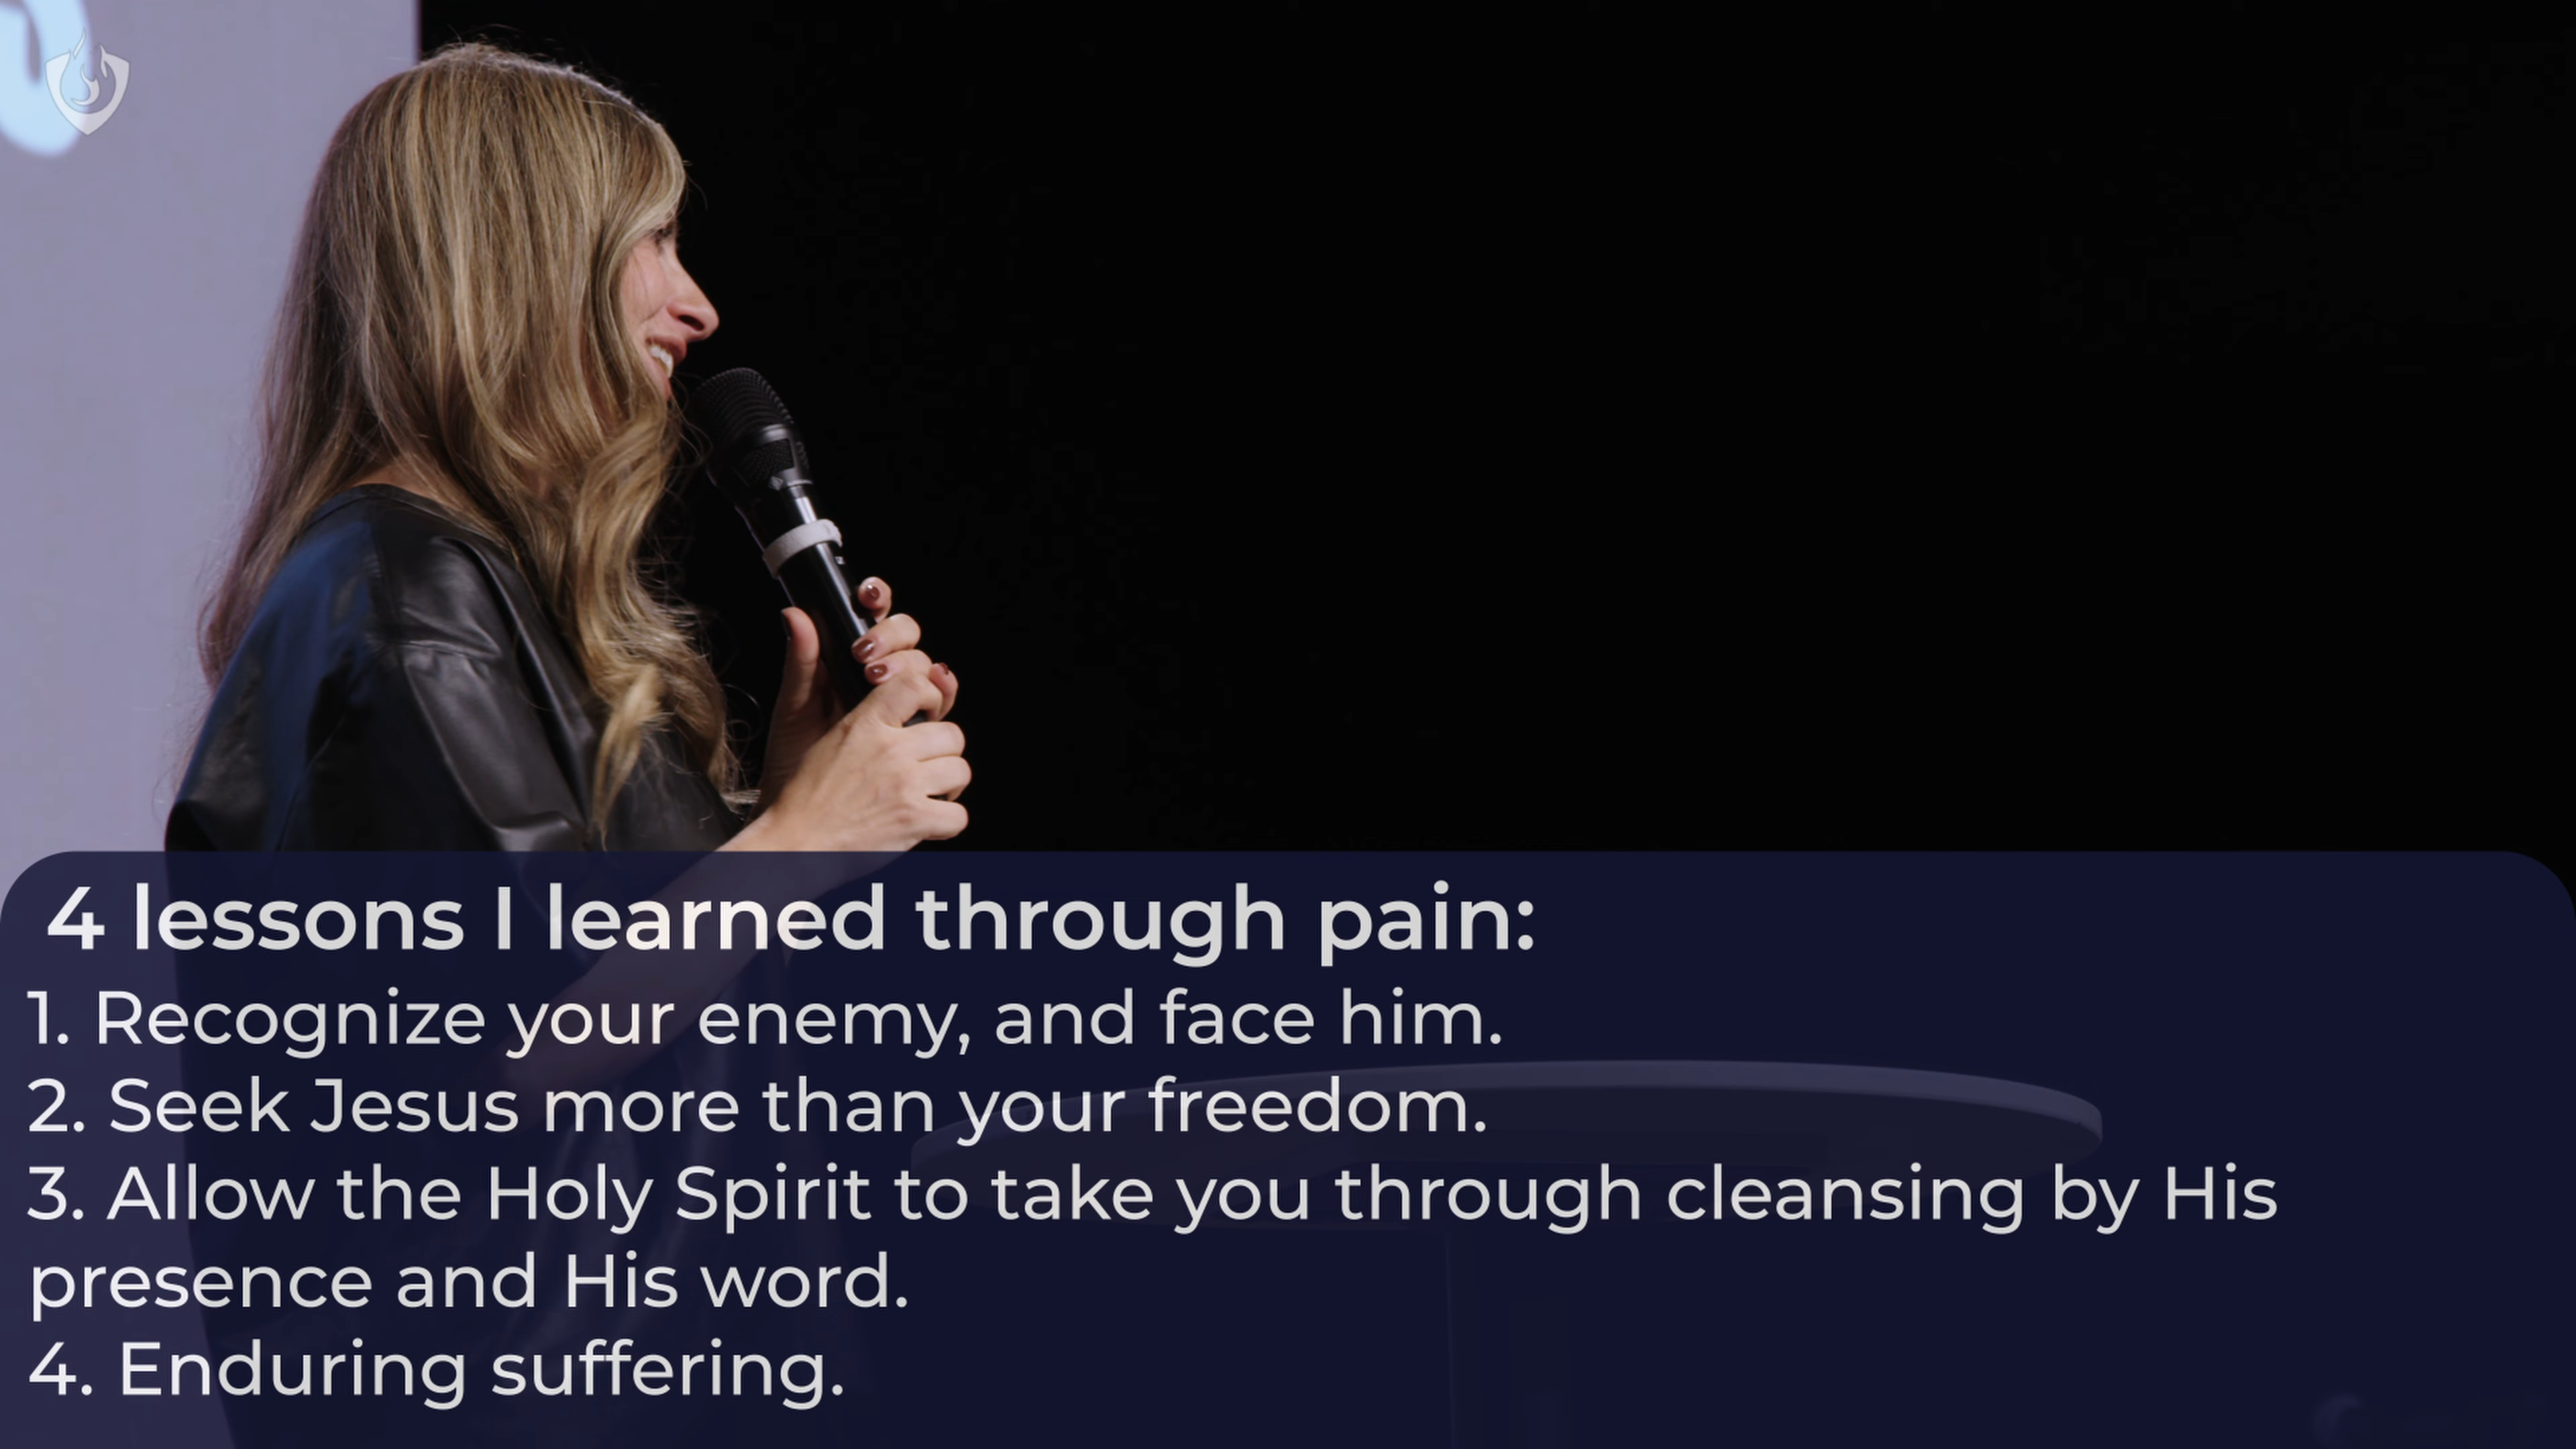 4 lessons I learned through pain:
1. Recognize your enemy, and face him.
2. Seek Jesus more than your freedom.
3. Allow the Holy Spirit to take you through cleansing by His
presence and His word.
4. Enduring suffering.